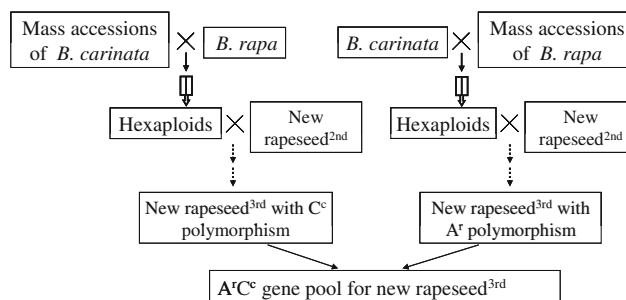 Mass accessions
of B. carinata
B. rapa
B. carinata
Mass accessions
of B. rapa
Hexaploids
New
rapeseed2nd
Hexaploids
New
rapeseed2nd
New rapeseed3rd with Cc
polymorphism
New rapeseed3rd with
Ar polymorphism
ArCc gene pool for new rapeseed3rd